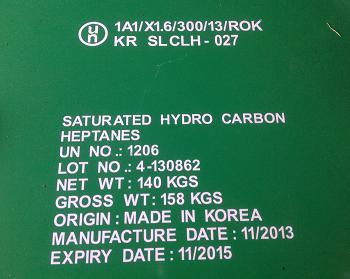 un
1A1/X1.6/300/13/ROK
KR SLCLH - 027
SATURATED HYDRO CARBON
HEPTANES
UN NO.: 1206
LOT NO.: 4-130862
NET WT: 140 KGS
GROSS WT: 158 KGS
ORIGIN: MADE IN KOREA
MANUFACTURE DATE: 11/2013
EXPIRY DATE: 11/2015